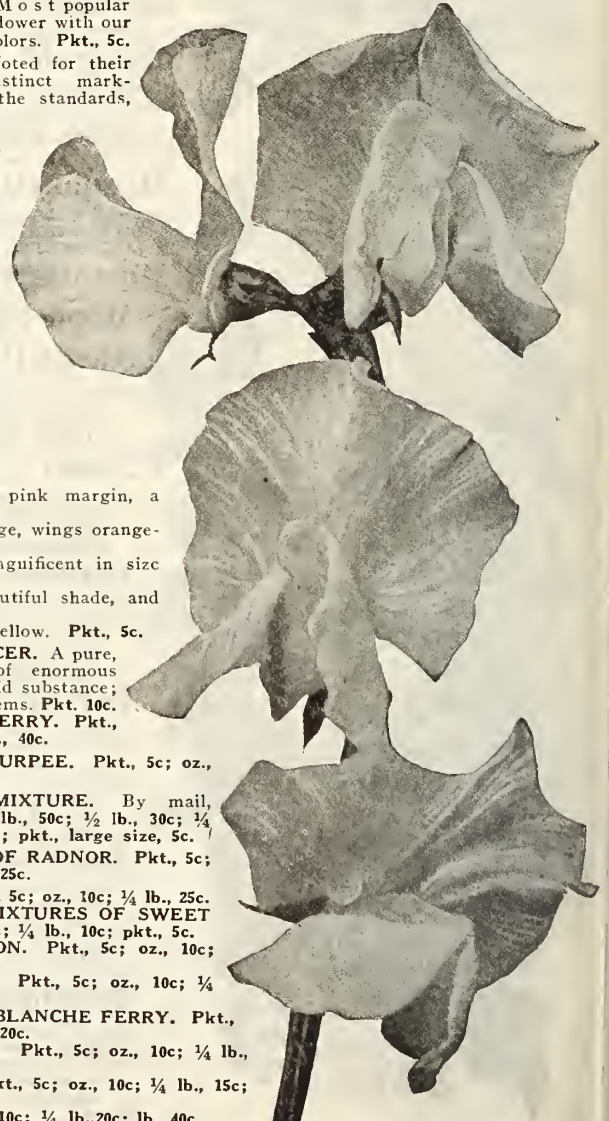 Most popular
flower with our
colors. Pkt., 5c.
oted for their
stinct mark-
the standards,
pink margin, a
ge, wings orange-
agnificent in size
utiful shade, and
ellow. Pkt., 5c.
CER. A pure,
of enormous
d substance;
ems. Pkt. 10c.
ERRY. Pkt.,
., 40c.
URPEE. Pkt., 5c; oz.,
MIXTURE. By mail,
lb., 50c; ½ lb., 30c; ¼
; pkt., large size, 5c.
OF RADNOR. Pkt., 5c;
25c.
, 5c; oz., 10c; ¼ lb., 25c.
IXTURES OF SWEET
c; ¼ lb., 10c; pkt., 5c.
ON. Pkt., 5c; oz., 10c;
Pkt., 5c; oz., 10c; ¼
BLANCHE FERRY. Pkt.,
20c.
Pkt., 5c; oz., 10c; ¼ lb.,
kt., 5c; oz., 10c; ¼ lb., 15c;
10c; ¼ lb., 20c; lb., 40c.